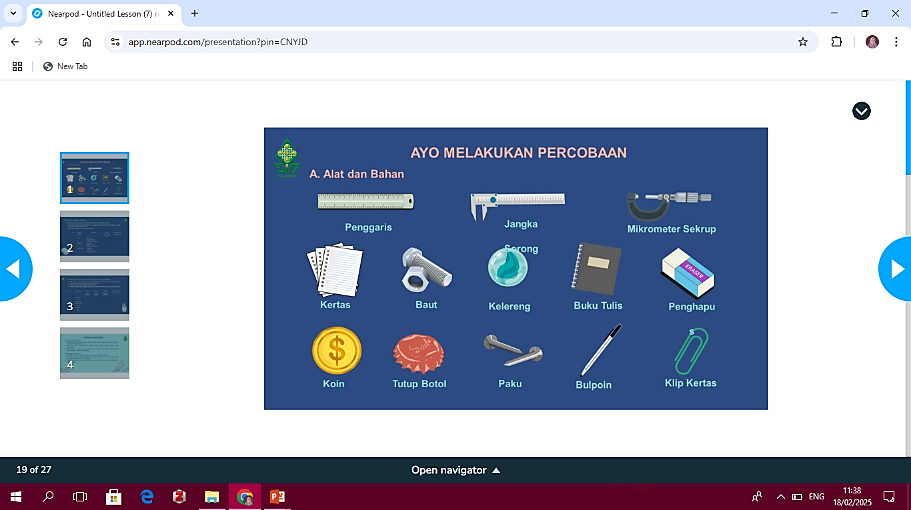 Nearpod - Untitled Lesson (7) n
app.nearpod.com/presentation?pin=CNYJD
New Tab
AYO MELAKUKAN PERCOBAAN
A. Alat dan Bahan
Penggaris
Jangka
Sorong
Mikrometer Sekrup
ERASER
Kertas
Baut
Kelereng
Buku Tulis
Penghapu
s
$
Soda
Koin
Tutup Botol
Paku
Bulpoin
Klip Kertas
2
3
4
19 of 27
Open navigator
ENG
11:38
18/02/2025